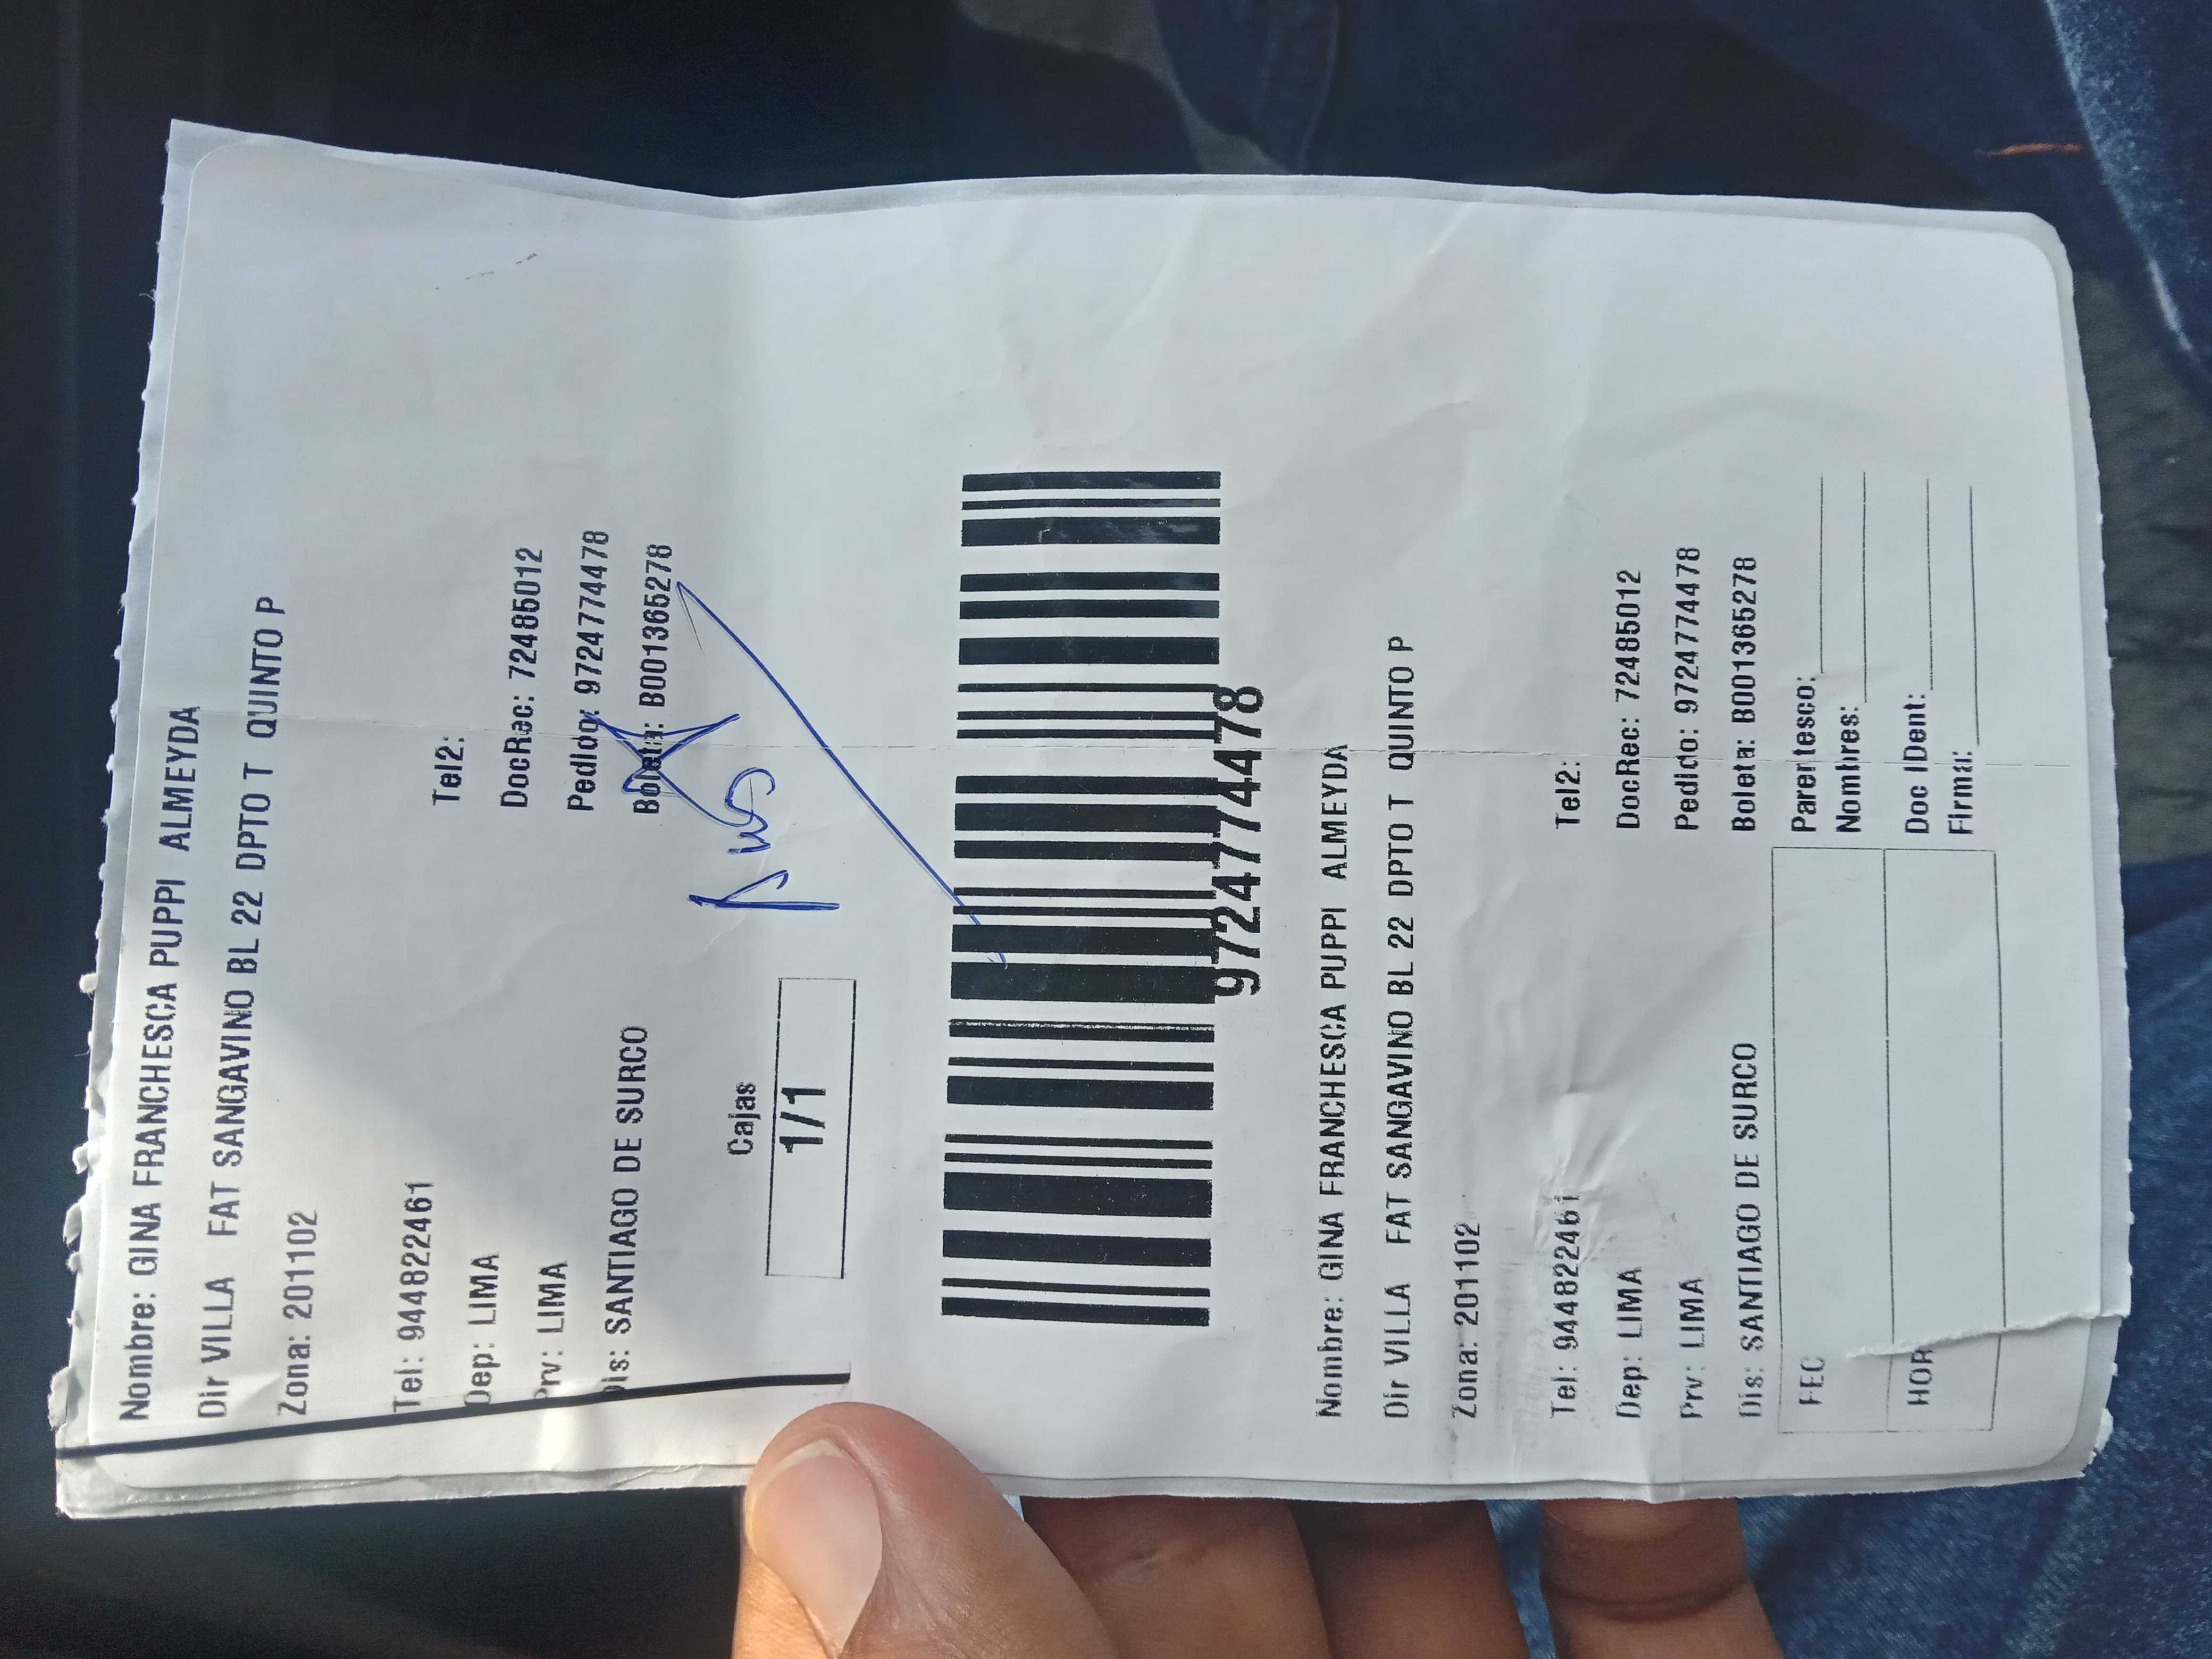 Nombre: GINA FRANCHESCA PUPPI ALMEYDA
Dir VILLA FAT SANGAVINO BL 22 DPTO T QUINTO P
Zona: 201102
Tel: 944822461 Tel2:
Dep: LIMA DocRec: 72485012
Prv: LIMA Pedido: 97247774478
Dis: SANTIAGO DE SURCO Boleta: B001365278
Cajas
1/1
97247774478
Nombre: GINA FRANCHESCA PUPPI ALMEYDA
Dir VILLA FAT SANGAVINO BL 22 DPTO T QUINTO P
Zona: 201102
Tel: 944822461 Tel2:
Dep: LIMA DocRec: 72485012
Prv: LIMA Pedido: 97247774478
Dis: SANTIAGO DE SURCO Boleta: B001365278
FEC Parentesco:
Nombres:
HOR Doc IDent:
Firma: